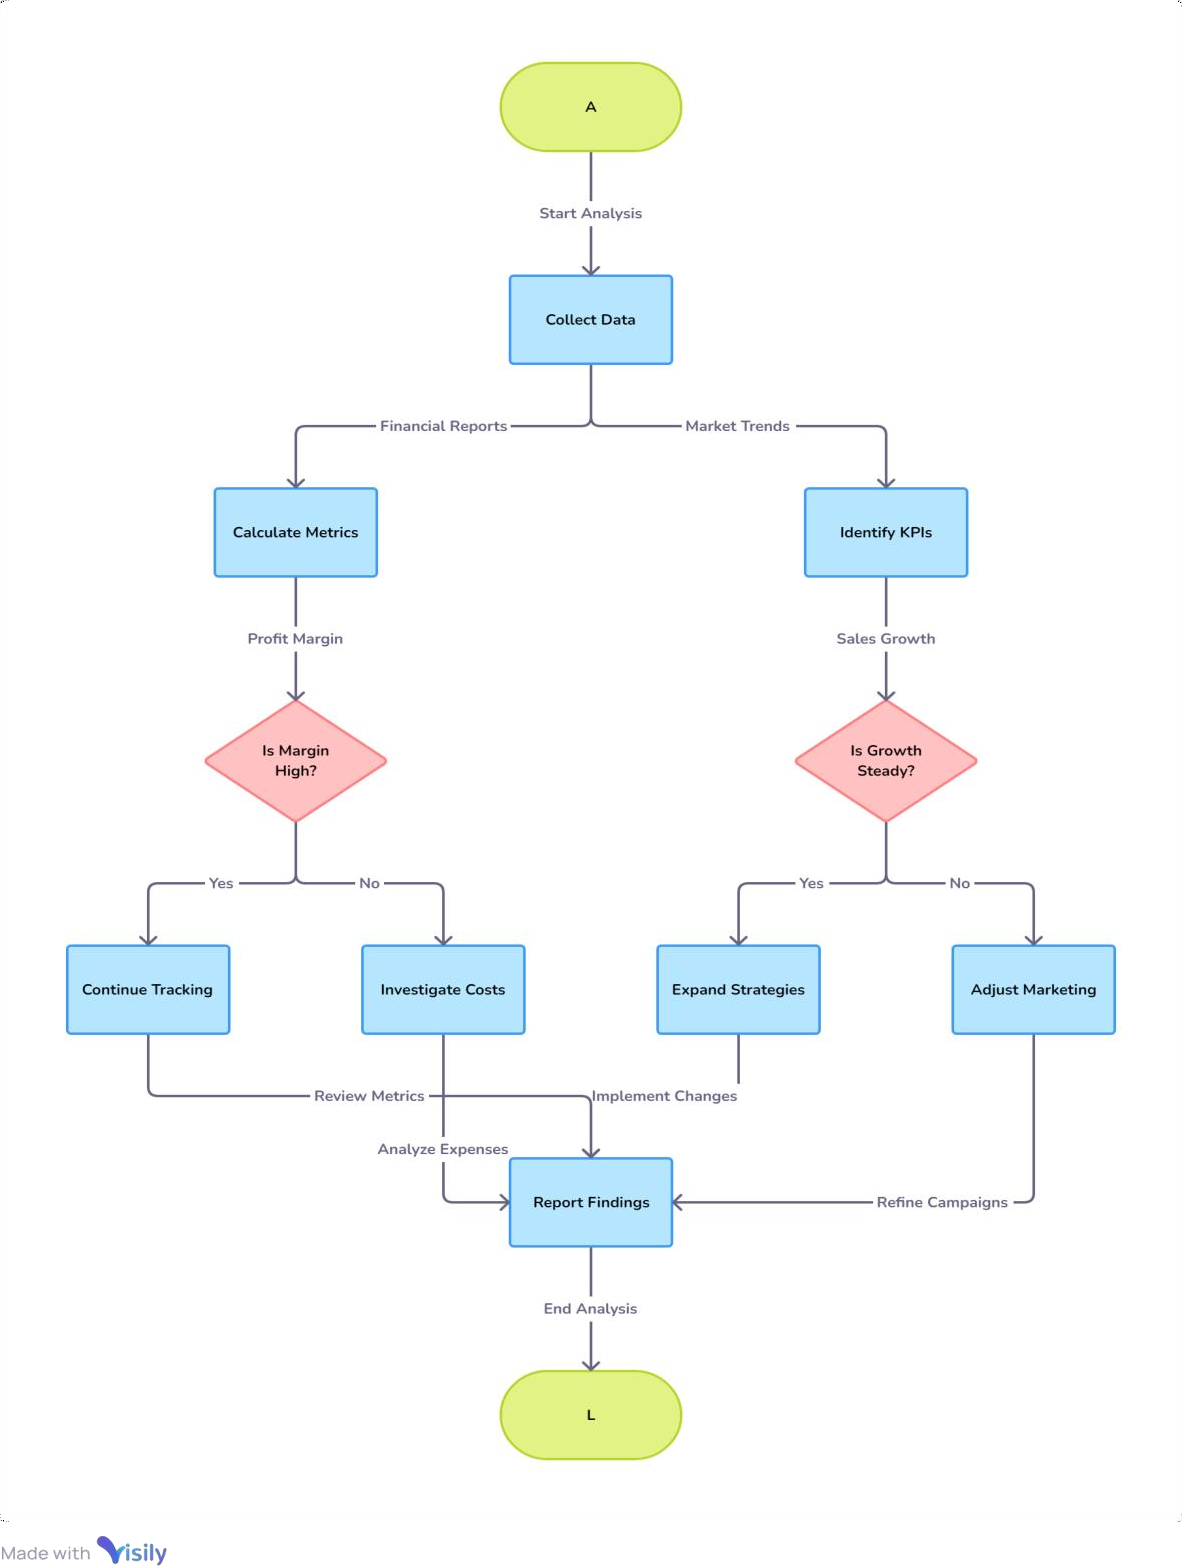 A
Start Analysis
Collect Data
Financial Reports
Market Trends
Calculate Metrics
Identify KPIs
Profit Margin
Sales Growth
Is Margin
High?
Is Growth
Steady?
Yes
No
Yes
No
Continue Tracking
Investigate Costs
Expand Strategies
Adjust Marketing
Review Metrics
Implement Changes
Analyze Expenses
Report Findings
Refine Campaigns
End Analysis
L
Made with Visily